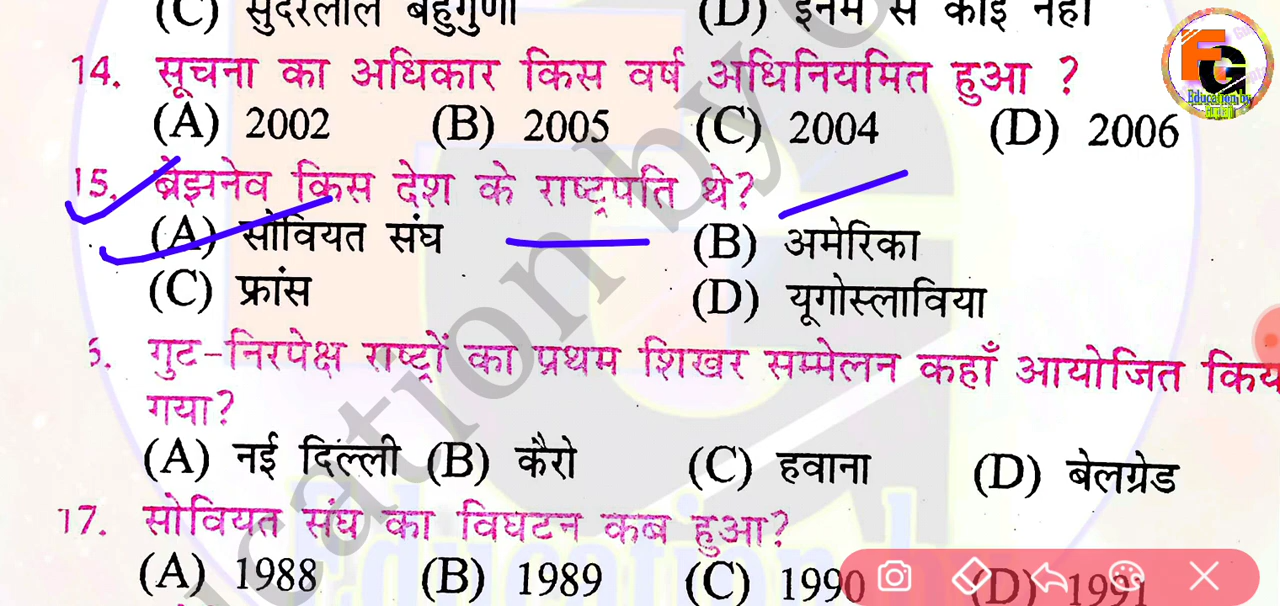 (C) सुंदरलाल बहुगुणा (D) इनमें से कोई नहीं
14. सूचना का अधिकार किस वर्ष अधिनियमित हुआ ?
(A) 2002 (B) 2005 (C) 2004 (D) 2006
15. ब्रेझनेव किस देश के राष्ट्रपति थे?
(A) सोवियत संघ (B) अमेरिका
(C) फ्रांस (D) यूगोस्लाविया
गुट-निरपेक्ष राष्ट्रों का प्रथम शिखर सम्मेलन कहाँ आयोजित किय
गया?
(A) नई दिल्ली (B) कैरो (C) हवाना (D) बेलग्रेड
17. सोवियत संघ का विघटन कब हुआ?
(A) 1988 (B) 1989 (C) 1990 (D) 1991
Education by